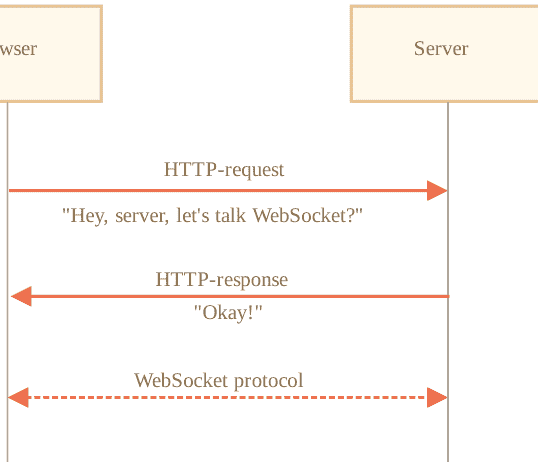 wser
Server
HTTP-request
"Hey, server, let's talk WebSocket?"
HTTP-response
"Okay!"
WebSocket protocol